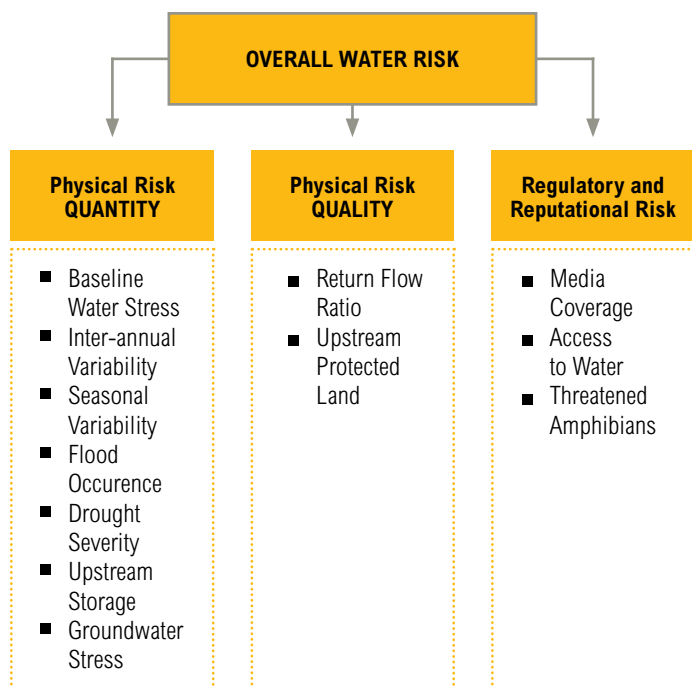 OVERALL WATER RISK
Physical Risk
QUANTITY
■ Baseline
Water Stress
■ Inter-annual
Variability
■ Seasonal
Variability
■ Flood
Occurence
■ Drought
Severity
■ Upstream
Storage
■ Groundwater
Stress
Physical Risk
QUALITY
■ Return Flow
Ratio
■ Upstream
Protected
Land
Regulatory and
Reputational Risk
■ Media
Coverage
■ Access
to Water
■ Threatened
Amphibians